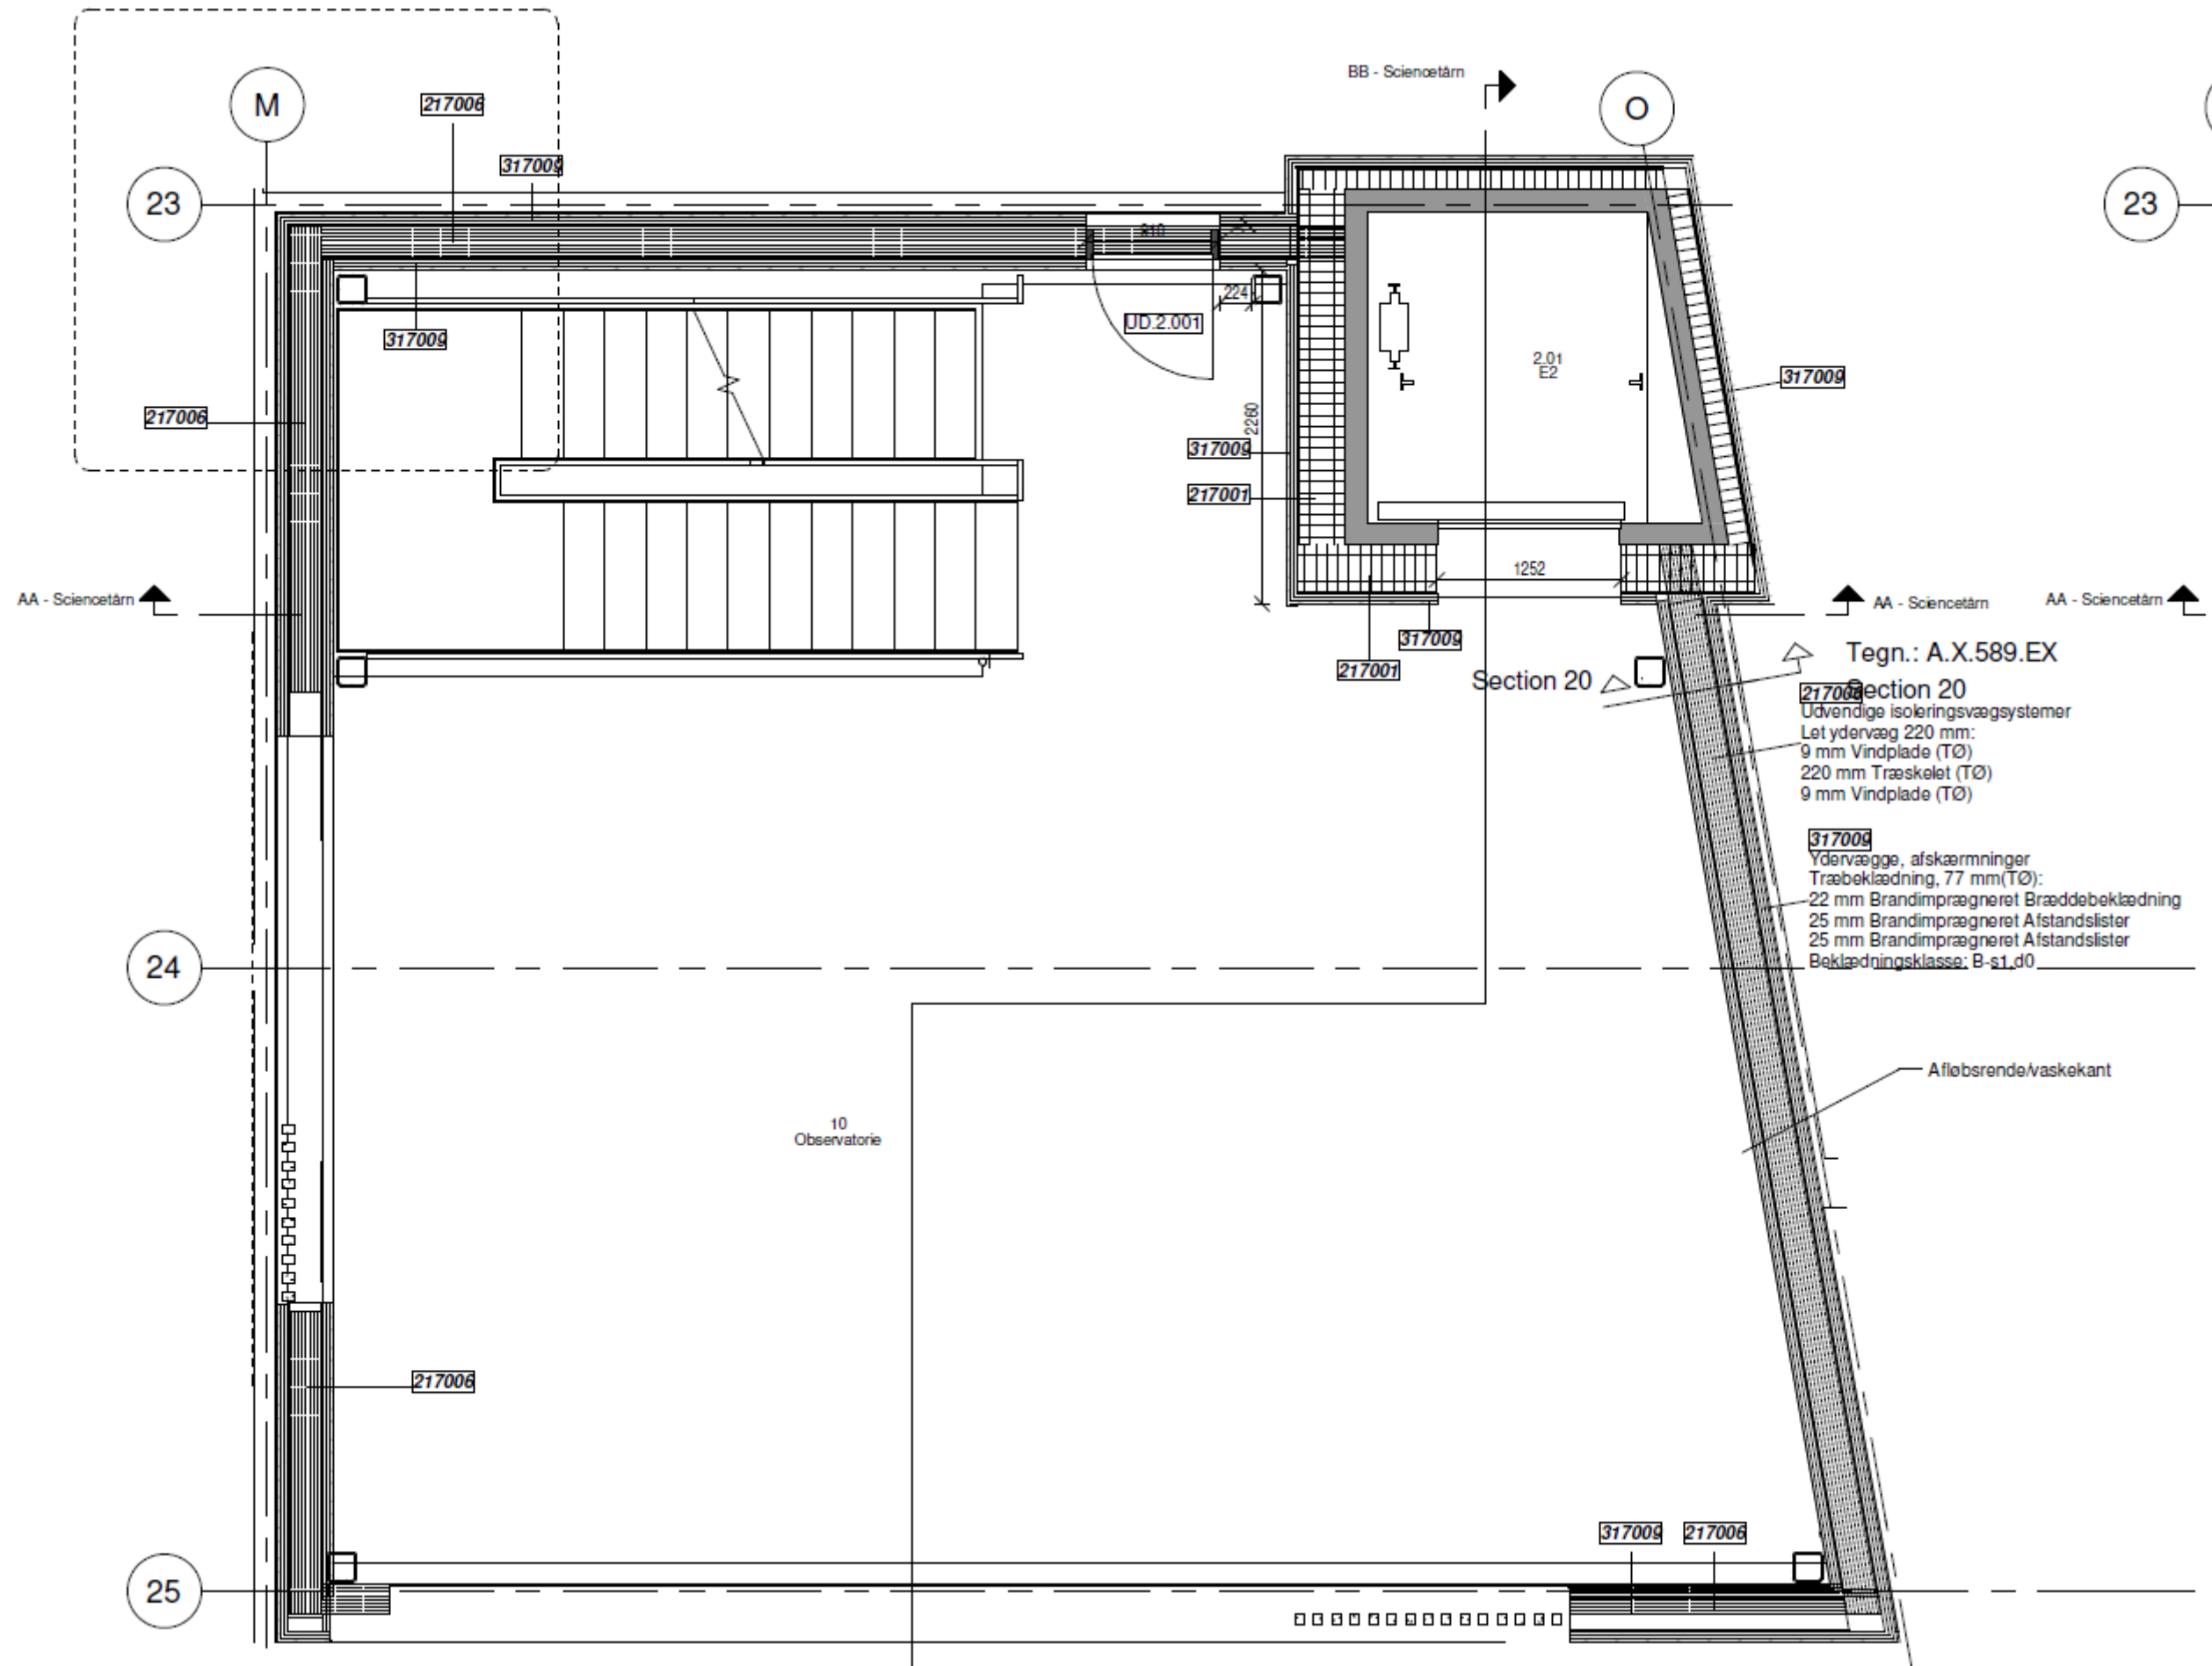 BB - Sciencetårn
M
217006
O
317009
23
23
910
224
317009
UD.2.001
2.01
E2
317009
217006
2260
317009
217001
1252
AA - Sciencetårn
AA - Sciencetårn
AA - Sciencetårn
317009
217001
Section 20
Tegn.: A.X.589.EX
Section 20
217006
Udvendige isoleringsvægsystemer
Let ydervæg 220 mm:
9 mm Vindplade (TØ)
220 mm Træskelet (TØ)
9 mm Vindplade (TØ)
317009
Ydervægge, afskærmninger
Træbeklædning, 77 mm(TØ):
22 mm Brandimprægneret Bræddebeklædning
25 mm Brandimprægneret Afstandslister
25 mm Brandimprægneret Afstandslister
Beklædningsklasse: B-s1,d0
24
Afløbsrende/vaskekant
10
Observatorie
217006
317009
217006
25